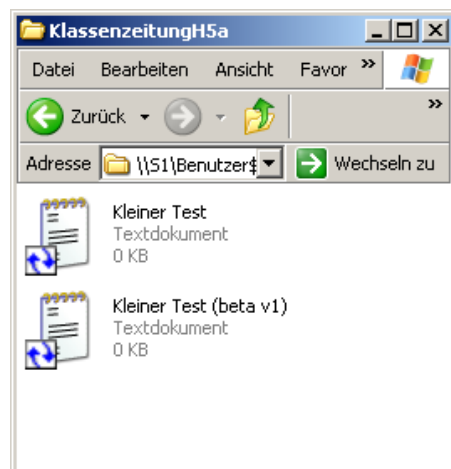 KlassenzeitungH5a
Datei Bearbeiten Ansicht Favor »
Zurück »
Adresse \\S1\Benutzer$ Wechseln zu
Kleiner Test
Textdokument
0 KB
Kleiner Test (beta v1)
Textdokument
0 KB